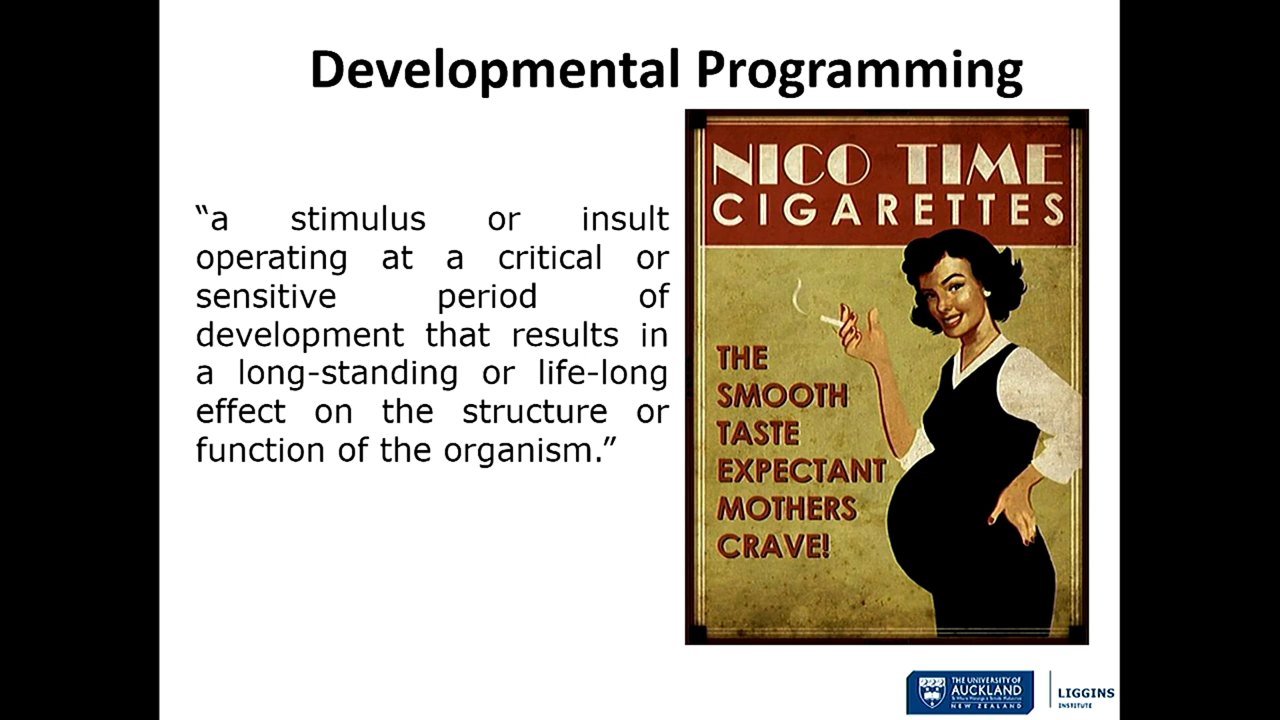 Developmental Programming
“a stimulus or insult
operating at a critical or
sensitive period of
development that results in
a long-standing or life-long
effect on the structure or
function of the organism.”
NICO TIME
CIGARETTES
THE
SMOOTH
TASTE
EXPECTANT
MOTHERS
CRAVE!
THE UNIVERSITY OF
AUCKLAND
NEW ZEALAND
LIGGINS
INSTITUTE